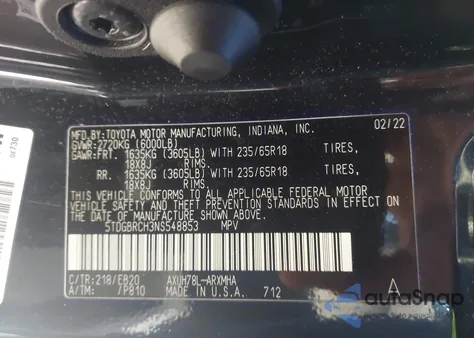 MFD.BY:TOYOTA MOTOR MANUFACTURING, INDIANA, INC. 02/22
GVWR:2720KG (6000LB)
GAWR:FRT. 1635KG (3605LB) WITH 235/65R18 TIRES,
18X8J RIMS.
RR. 1635KG (3605LB) WITH 235/65R18 TIRES,
18X8J RIMS.
THIS VEHICLE CONFORMS TO ALL APPLICABLE FEDERAL MOTOR
VEHICLE SAFETY AND THEFT PREVENTION STANDARDS IN EFFECT
ON THE DATE OF MANUFACTURE SHOWN ABOVE.
5TDGBRCH3NS548853 MPV
C/TR:218/EB20 AXUH78L-ARXMHA
A/TM: /P810 MADE IN U.S.A. 712 A
autoSnap